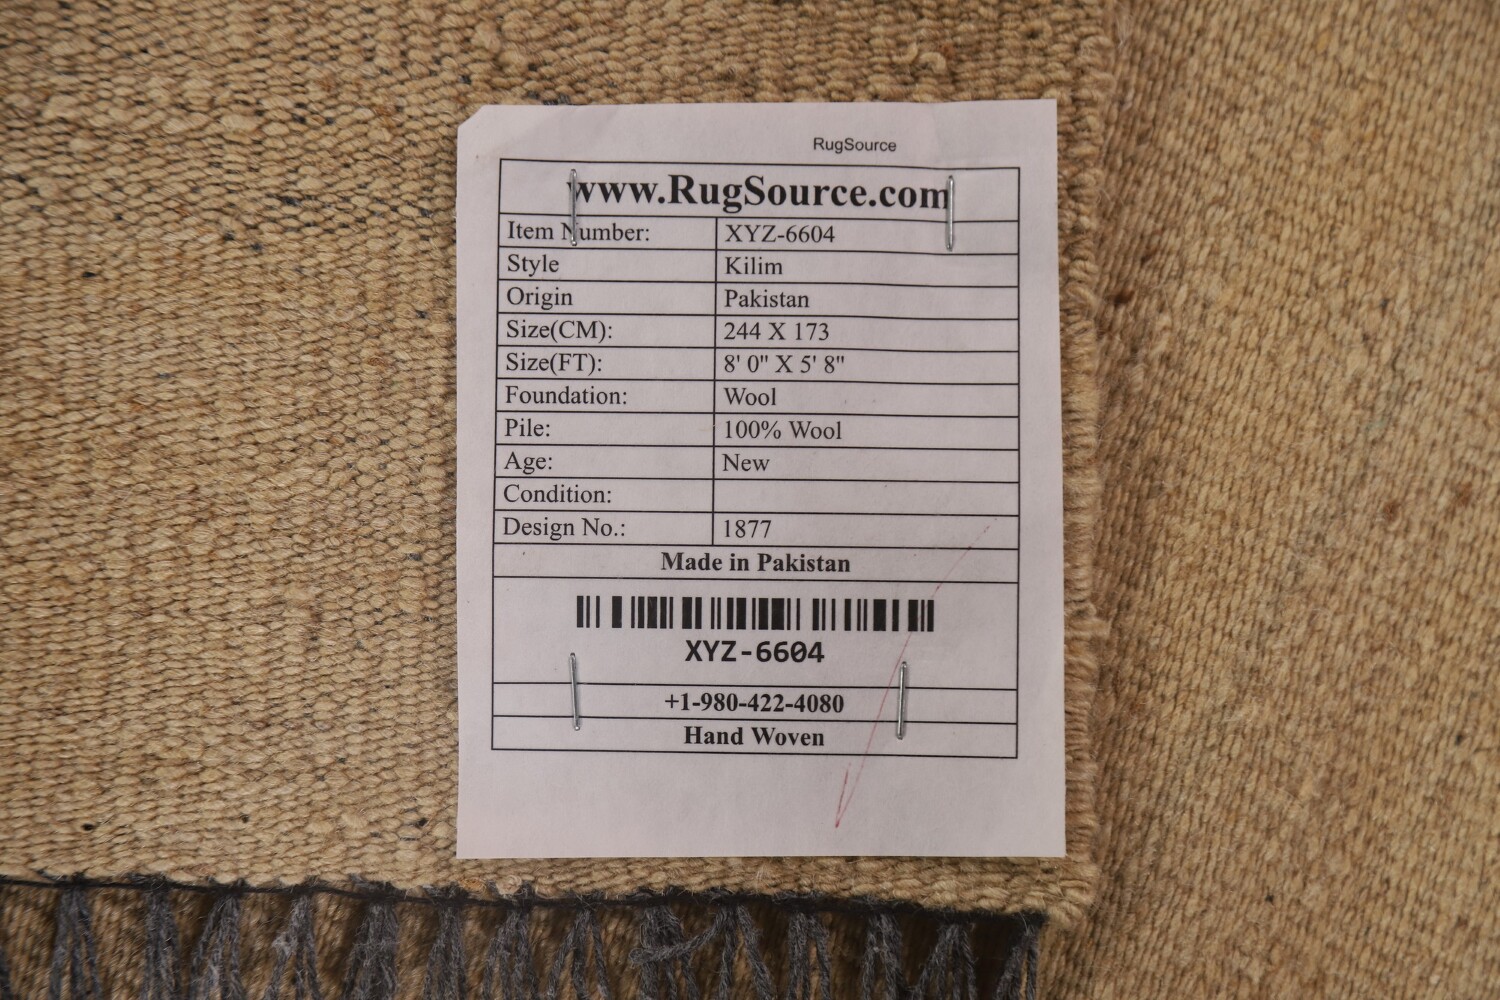 RugSource
www.RugSource.com
Item Number: XYZ-6604
Style Kilim
Origin Pakistan
Size(CM): 244 X 173
Size(FT): 8' 0" X 5' 8"
Foundation: Wool
Pile: 100% Wool
Age: New
Condition:
Design No.: 1877
Made in Pakistan
XYZ-6604
+1-980-422-4080
Hand Woven